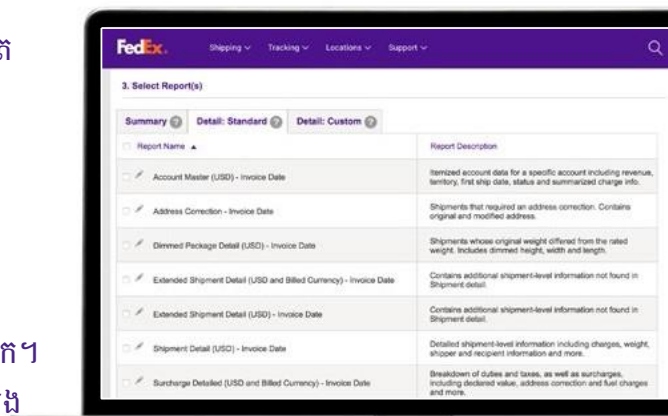 ត
FedEx.
Shipping Tracking Locations Support
3. Select Report(s)
Summary ? Detail: Standard ? Detail: Custom ?
Report Name Report Description
Account Master (USD) - Invoice Date
Itemized account data for a specific account including revenue,
territory, first ship date, status and summarized charge info.
Address Correction - Invoice Date
Shipments that required an address correction. Contains
original and modified address.
Dimmed Package Detail (USD) - Invoice Date
Shipments whose original weight differed from the rated
weight. Includes dimmed height, width and length.
Extended Shipment Detail (USD and Billed Currency) - Invoice Date
Contains additional shipment-level information not found in
Shipment detail.
Extended Shipment Detail (USD) - Invoice Date
Contains additional shipment-level information not found in
Shipment detail.
Shipment Detail (USD) - Invoice Date
Detailed shipment-level information including charges, weight,
shipper and recipient information and more.
Surcharge Detailed (USD and Billed Currency) - Invoice Date
Breakdown of duties and taxes, as well as surcharges,
including declared value, address correction and fuel charges
and more.
ក។
ង